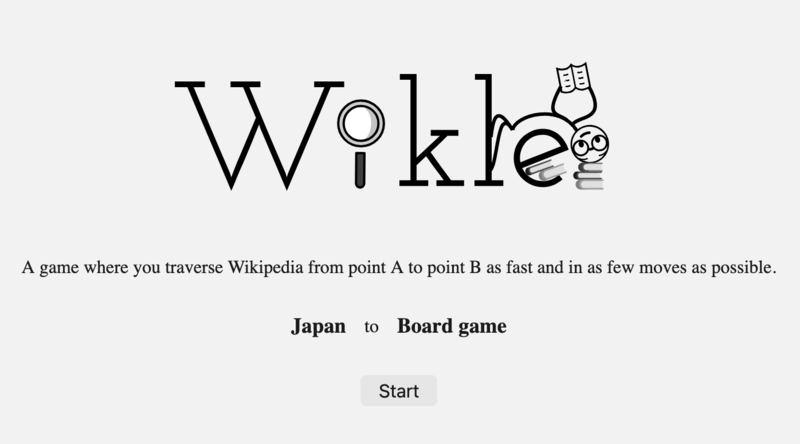 Wikle
A game where you traverse Wikipedia from point A to point B as fast and in as few moves as possible.
Japan to Board game
Start